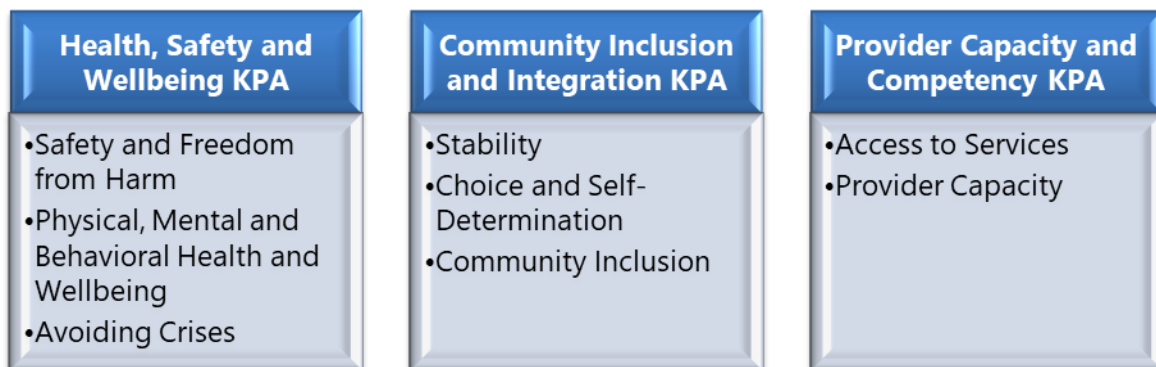 Health, Safety and
Wellbeing KPA
•Safety and Freedom
from Harm
•Physical, Mental and
Behavioral Health and
Wellbeing
•Avoiding Crises
Community Inclusion
and Integration KPA
•Stability
•Choice and Self-
Determination
•Community Inclusion
Provider Capacity and
Competency KPA
•Access to Services
•Provider Capacity